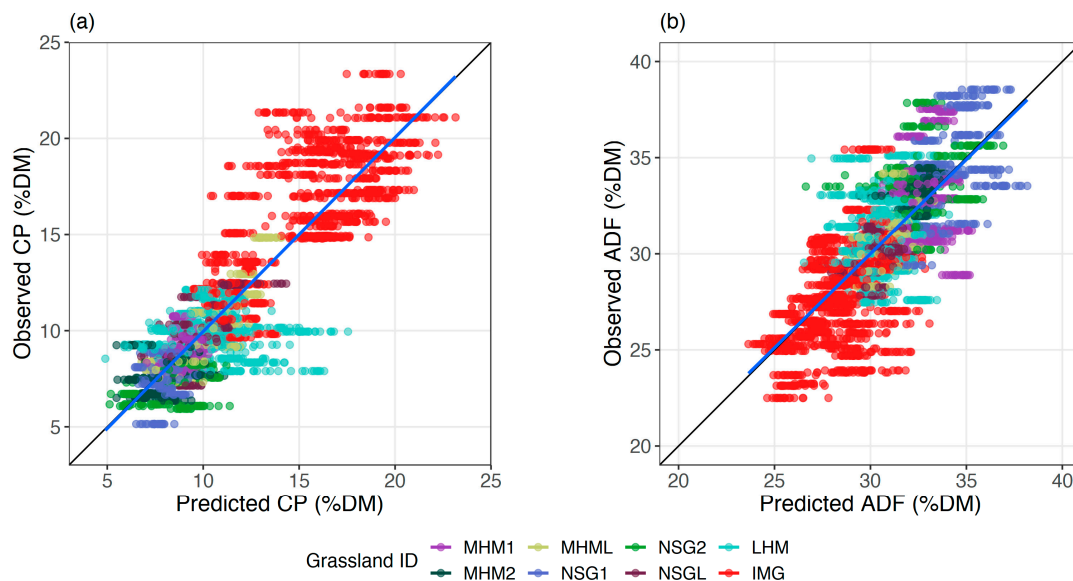 (a)
(b)
25
20
15
10
5
Observed CP (%DM)
5 10 15 20 25
Predicted CP (%DM)
40
35
30
25
20
Observed ADF (%DM)
20 25 30 35 40
Predicted ADF (%DM)
Grassland ID
MHM1 MHML NSG2 LHM
MHM2 NSG1 NSGL IMG